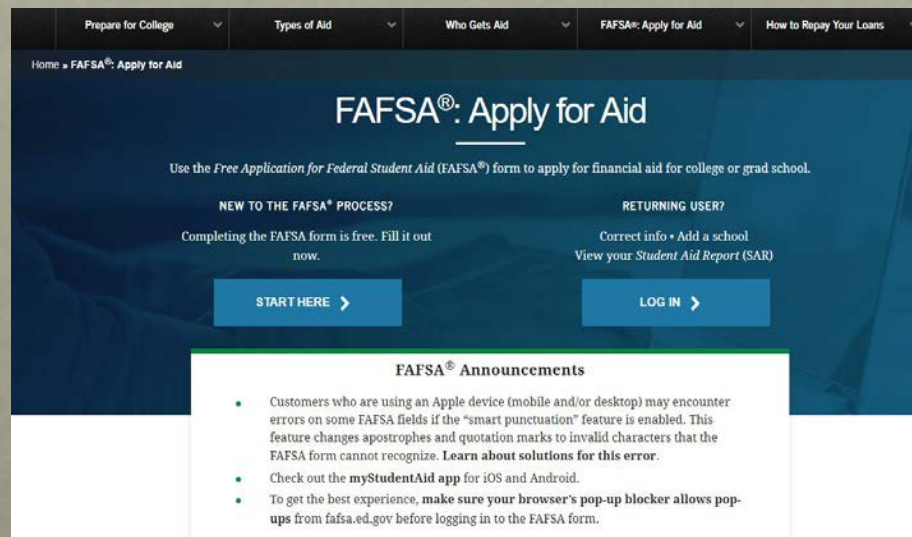 Prepare for College Types of Aid Who Gets Aid FAFSA®: Apply for Aid How to Repay Your Loans
Home » FAFSA®: Apply for Aid
FAFSA®: Apply for Aid
Use the Free Application for Federal Student Aid (FAFSA®) form to apply for financial aid for college or grad school.
NEW TO THE FAFSA® PROCESS?
Completing the FAFSA form is free. Fill it out
now.
START HERE
RETURNING USER?
Correct info • Add a school
View your Student Aid Report (SAR)
LOG IN
FAFSA® Announcements
• Customers who are using an Apple device (mobile and/or desktop) may encounter
errors on some FAFSA fields if the “smart punctuation” feature is enabled. This
feature changes apostrophes and quotation marks to invalid characters that the
FAFSA form cannot recognize. Learn about solutions for this error.
• Check out the myStudentAid app for iOS and Android.
• To get the best experience, make sure your browser's pop-up blocker allows pop-
ups from fafsa.ed.gov before logging in to the FAFSA form.